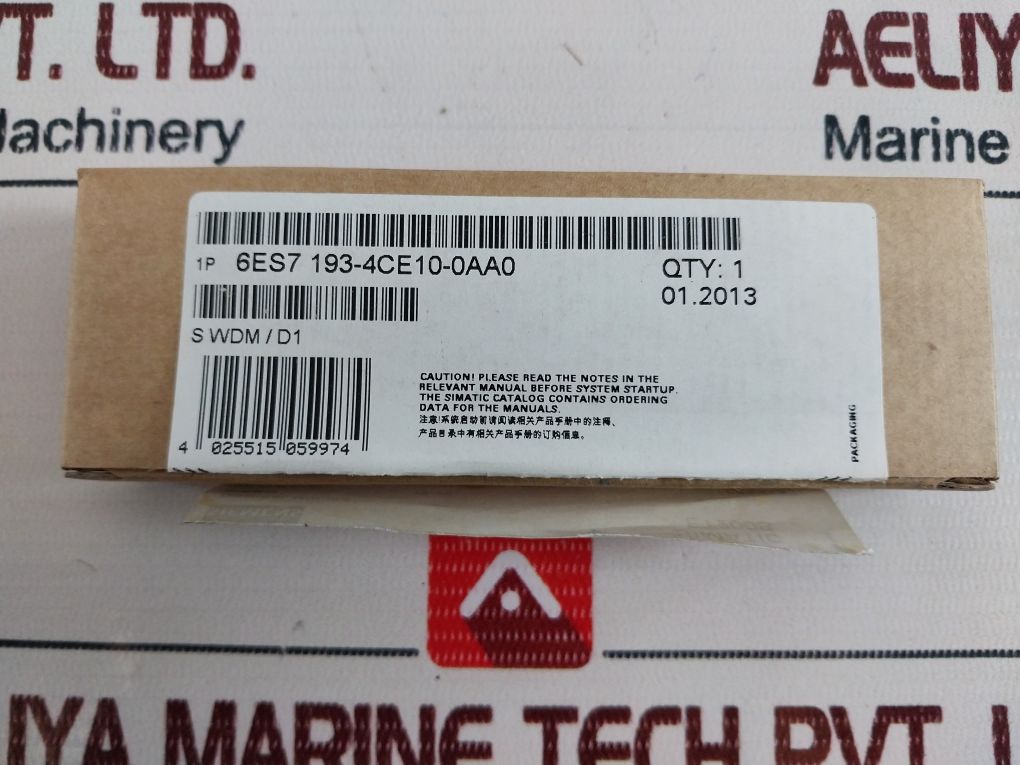 VT. LTD.
AELIY
Machinery
Marine
1P 6ES7 193-4CE10-0AA0
QTY: 1
01.2013
S WDM / D1
CAUTION! PLEASE READ THE NOTES IN THE
RELEVANT MANUAL BEFORE SYSTEM STARTUP.
THE SIMATIC CATALOG CONTAINS ORDERING
DATA FOR THE MANUALS.
注意!系统启动前请阅读相关产品手册中的注释、
产品目录中有相关产品手册的订购信息。
4 025515 059974
PACKAGING
SIEMENS
IYA MARINE TECH PVT. L